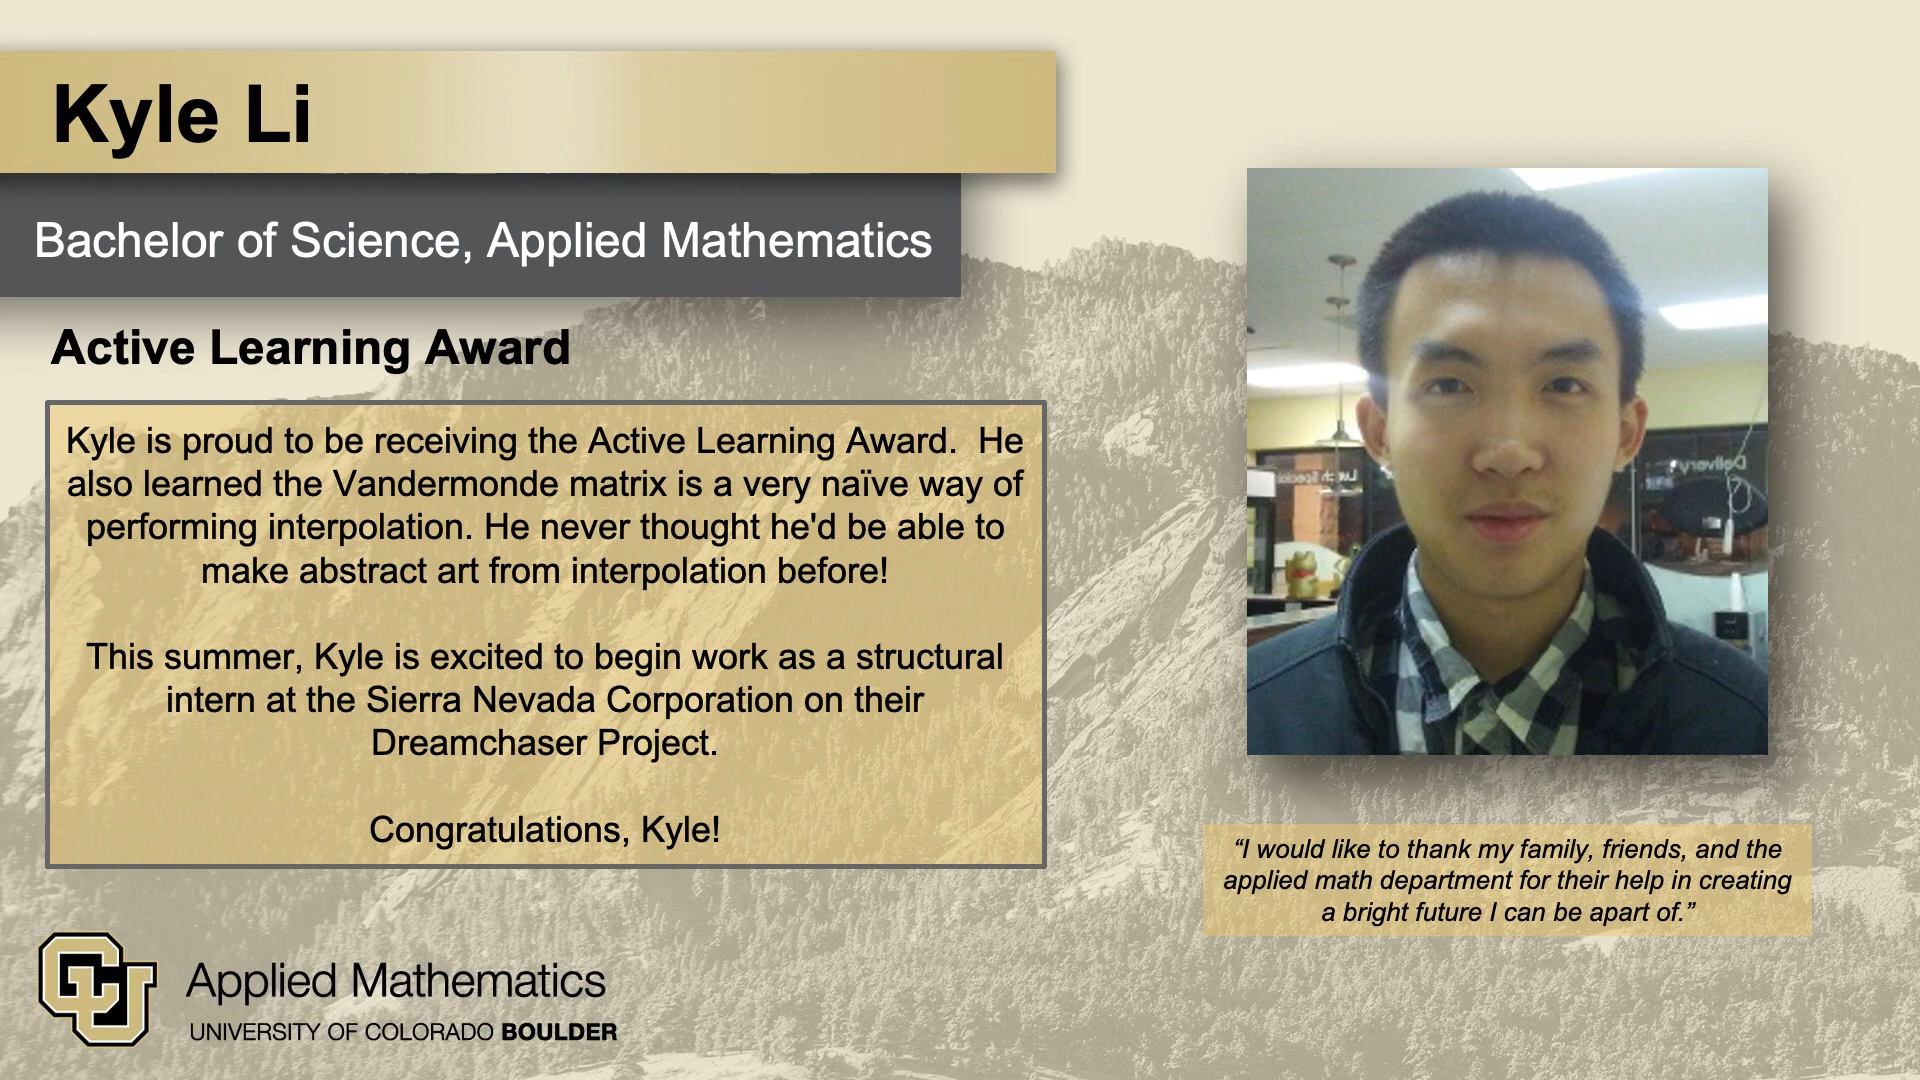 Kyle Li
Bachelor of Science, Applied Mathematics
Active Learning Award
Kyle is proud to be receiving the Active Learning Award.  He
also learned the Vandermonde matrix is a very naïve way of
performing interpolation. He never thought he'd be able to
make abstract art from interpolation before!
This summer, Kyle is excited to begin work as a structural
intern at the Sierra Nevada Corporation on their
Dreamchaser Project.
Congratulations, Kyle!
Lunch Special
Delivery
“I would like to thank my family, friends, and the
applied math department for their help in creating
a bright future I can be apart of.”
CU
Applied Mathematics
UNIVERSITY OF COLORADO BOULDER